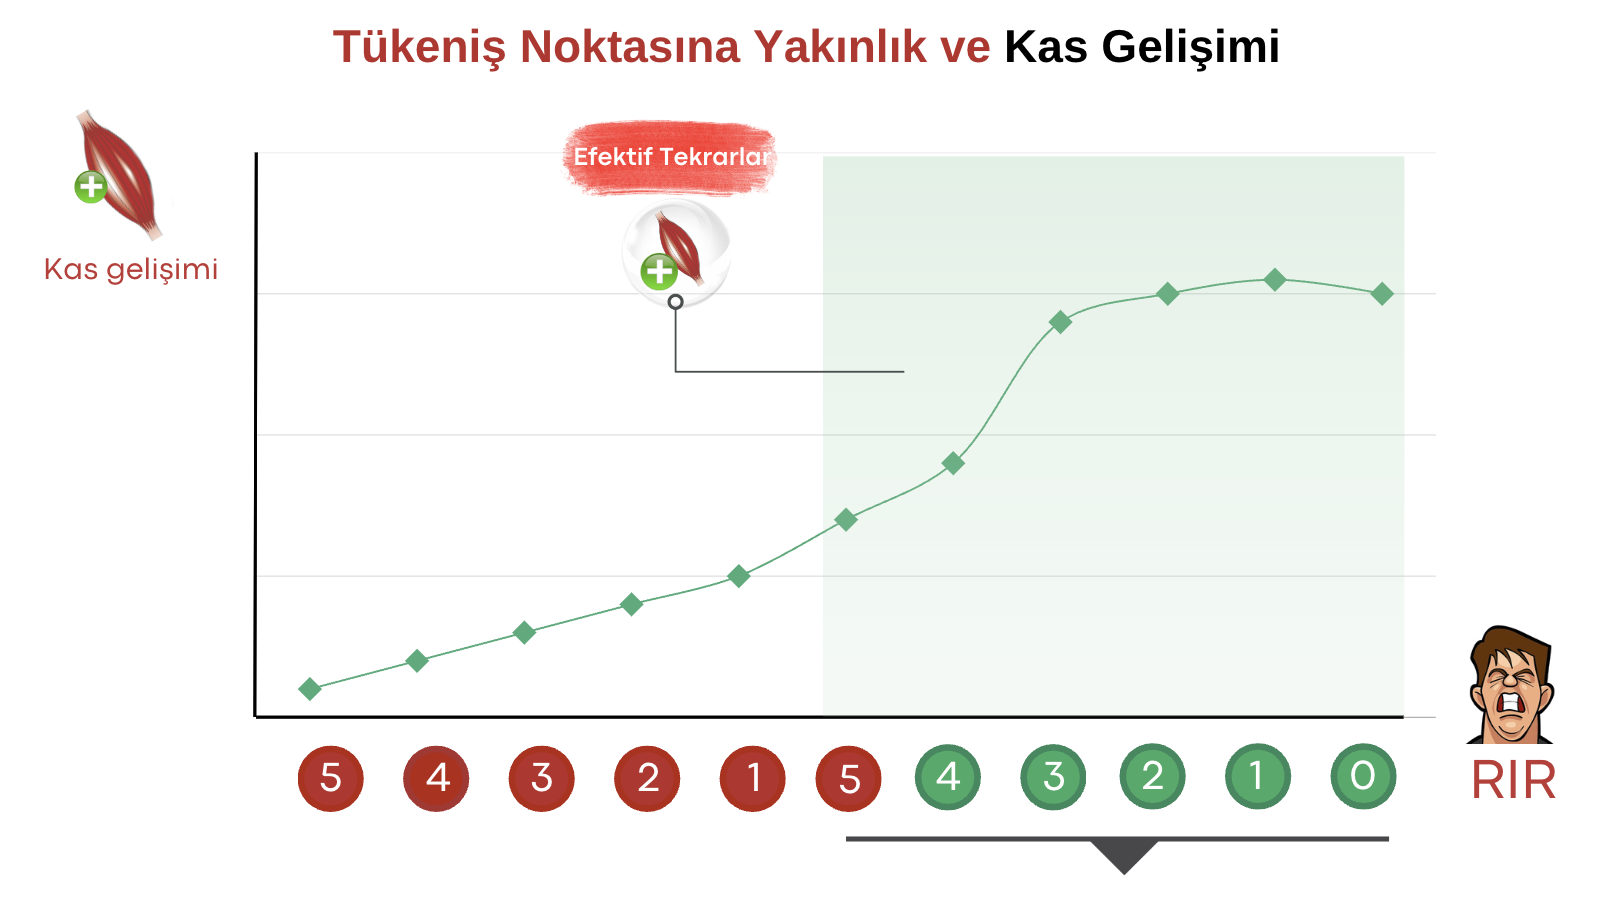 Tükeniş Noktasına Yakınlık ve Kas Gelişimi
Efektif Tekrarlar
Kas gelişimi
5 4 3 2 1 5 4 3 2 1 0
RIR